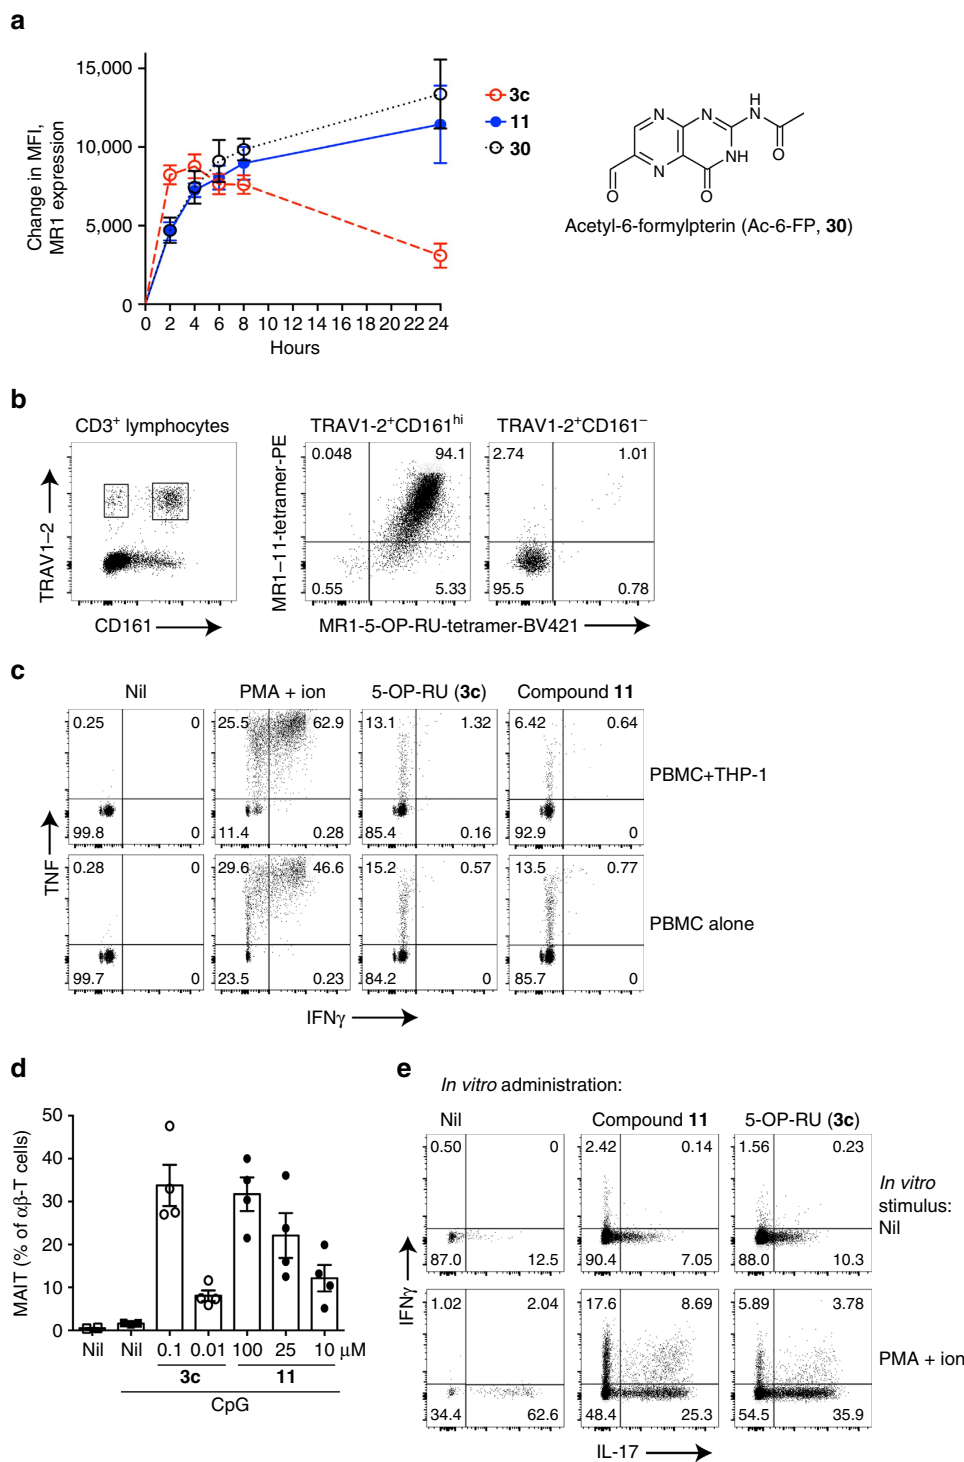 a
15,000
10,000
5,000
0
Change in MFI,
MR1 expression
0 2 4 6 8 10 12 14 16 18 20 22 24
Hours
3c
11
30
N N H N
O
N NH
O O
Acetyl-6-formylpterin (Ac-6-FP, 30)
b
CD3+ lymphocytes
TRAV1-2+CD161hi
TRAV1-2+CD161−
TRAV1–2
CD161
MR1–11-tetramer-PE
0.048 94.1
0.55 5.33
2.74 1.01
95.5 0.78
MR1-5-OP-RU-tetramer-BV421
c
Nil PMA + ion 5-OP-RU (3c) Compound 11
0.25 0 25.5 62.9 13.1 1.32 6.42 0.64
PBMC+THP-1
99.8 0 11.4 0.28 85.4 0.16 92.9 0
0.28 0 29.6 46.6 15.2 0.57 13.5 0.77
PBMC alone
99.7 0 23.5 0.23 84.2 0 85.7 0
TNF
IFNγ
d
MAIT (% of αβ-T cells)
50
40
30
20
10
0
Nil Nil 0.1 0.01 100 25 10 μM
3c 11
CpG
e
In vitro administration:
Nil Compound 11 5-OP-RU (3c)
0.50 0 2.42 0.14 1.56 0.23
In vitro
stimulus:
Nil
87.0 12.5 90.4 7.05 88.0 10.3
1.02 2.04 17.6 8.69 5.89 3.78
PMA + ion
34.4 62.6 48.4 25.3 54.5 35.9
IFNγ
IL-17